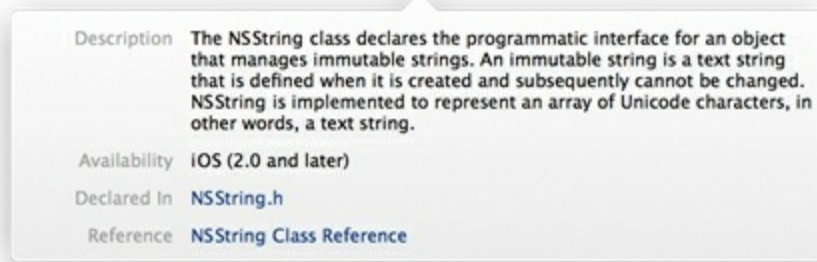 Description The NSString class declares the programmatic interface for an object
that manages immutable strings. An immutable string is a text string
that is defined when it is created and subsequently cannot be changed.
NSString is implemented to represent an array of Unicode characters, in
other words, a text string.
Availability iOS (2.0 and later)
Declared In NSString.h
Reference NSString Class Reference